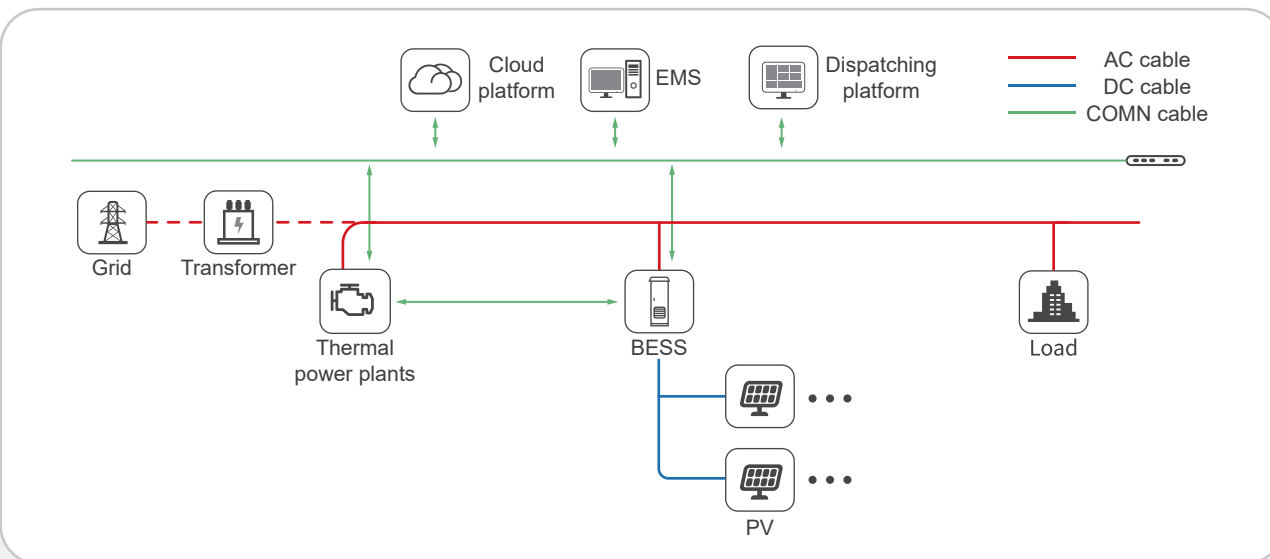 Cloud
platform
EMS
Dispatching
platform
AC cable
DC cable
COMN cable
Grid
Transformer
Thermal
power plants
BESS
Load
PV